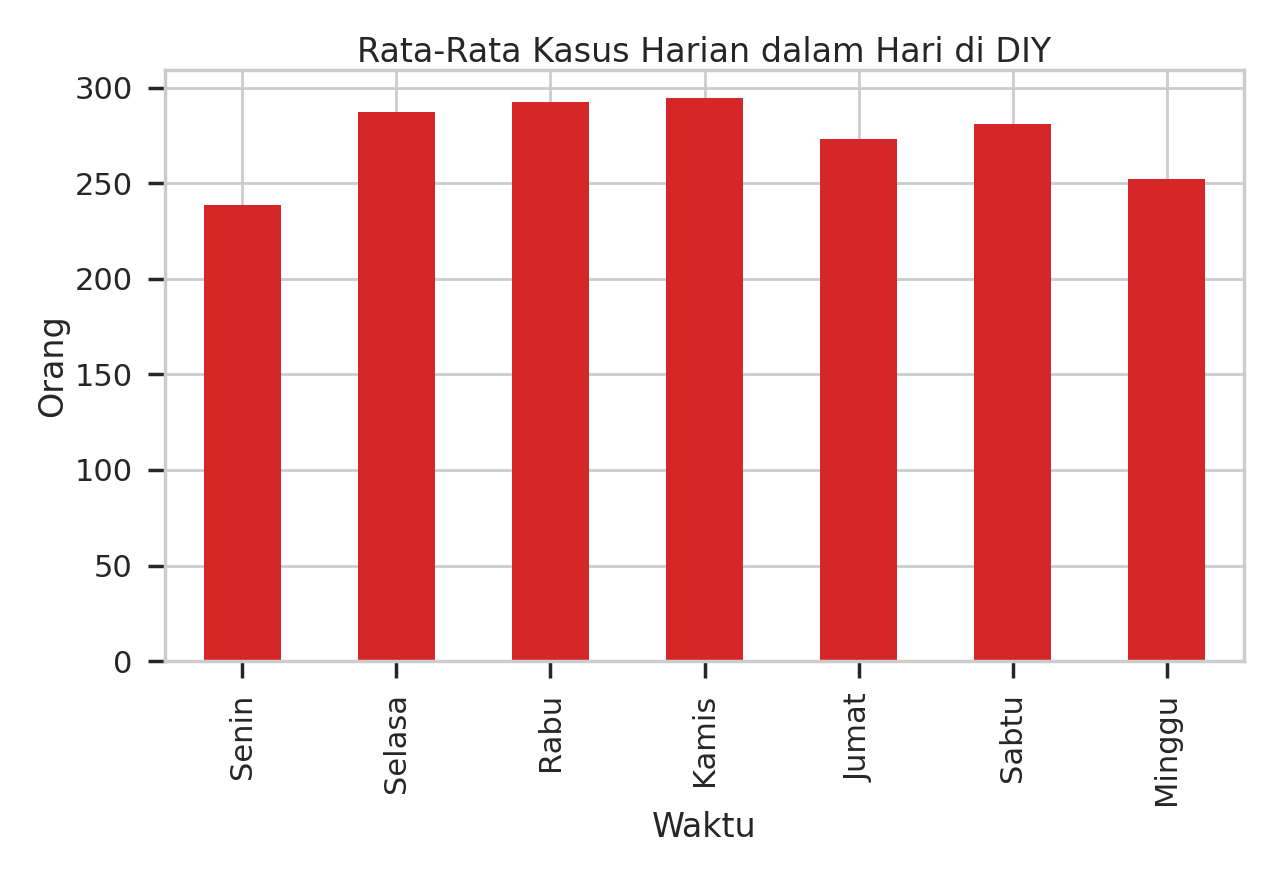 Rata-Rata Kasus Harian dalam Hari di DIY
Orang
300
250
200
150
100
50
0
Senin
Selasa
Rabu
Kamis
Jumat
Sabtu
Minggu
Waktu